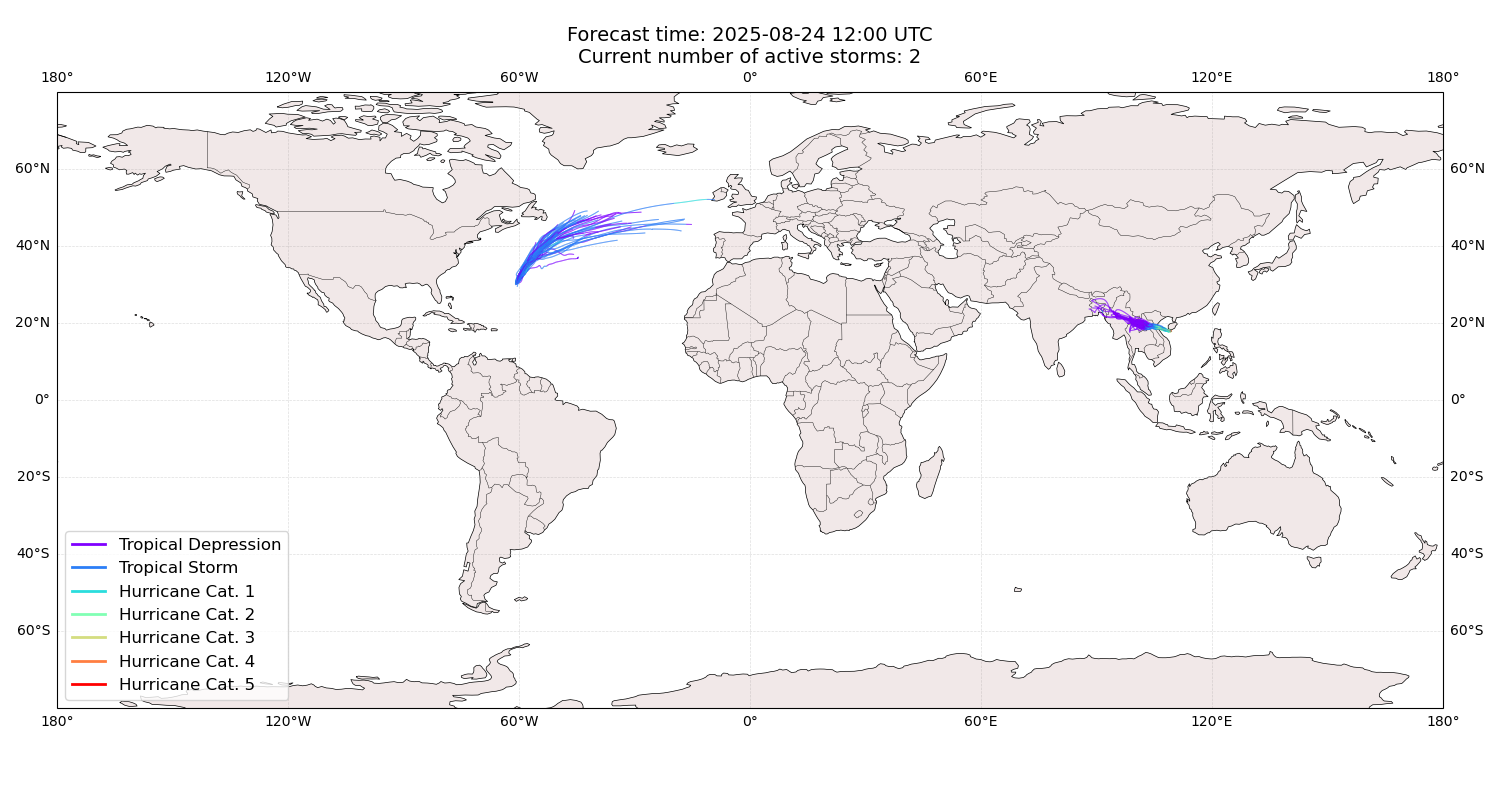 Forecast time: 2025-08-24 12:00 UTC
Current number of active storms: 2
180° 120°W 60°W 0° 60°E 120°E 180°
60°N 60°N
40°N 40°N
20°N 20°N
0° 0°
20°S 20°S
40°S 40°S
60°S 60°S
Tropical Depression
Tropical Storm
Hurricane Cat. 1
Hurricane Cat. 2
Hurricane Cat. 3
Hurricane Cat. 4
Hurricane Cat. 5
180° 120°W 60°W 0° 60°E 120°E 180°